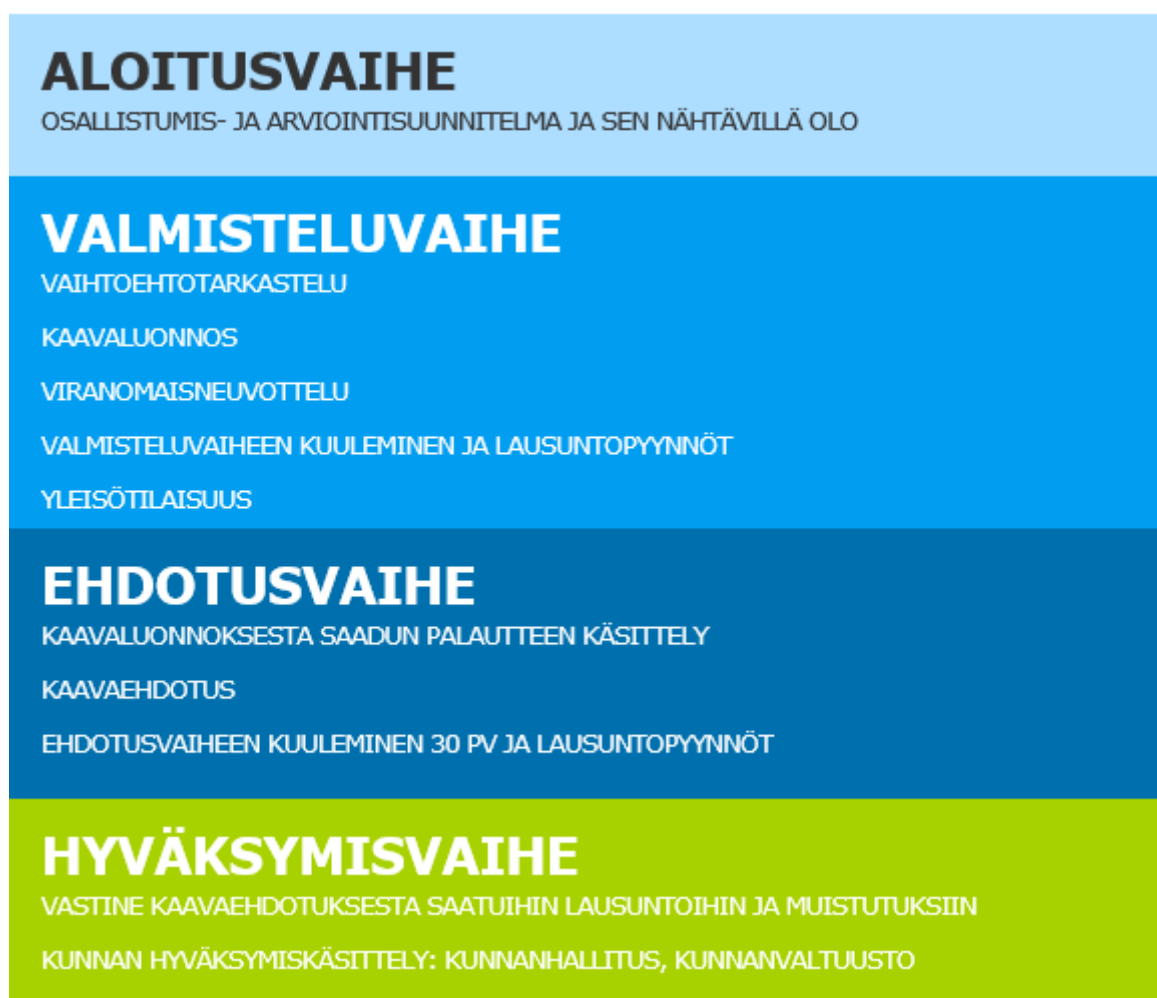 ALOITUSVAIHE
OSALLISTUMIS- JA ARVIOINTISUUNNITELMA JA SEN NÄHTÄVILLÄ OLO
VALMISTELUVAIHE
VAIHTOEHTOTARKASTELU
KAAVALUONNOS
VIRANOMAISNEUVOTTELU
VALMISTELUVAIHEEN KUULEMINEN JA LAUSUNTOPYYNNÖT
YLEISÖTILAISUUS
EHDOTUSVAIHE
KAAVALUONNOKSESTA SAADUN PALAUTTEEN KÄSITTELY
KAAVAEHDOTUS
EHDOTUSVAIHEEN KUULEMINEN 30 PV JA LAUSUNTOPYYNNÖT
HYVÄKSYMISVAIHE
VASTINE KAAVAEHDOTUKSESTA SAATUIHIN LAUSUNTOIHIN JA MUISTUTUKSIIN
KUNNAN HYVÄKSYMISKÄSITTELY: KUNNANHALLITUS, KUNNANVALTUUSTO